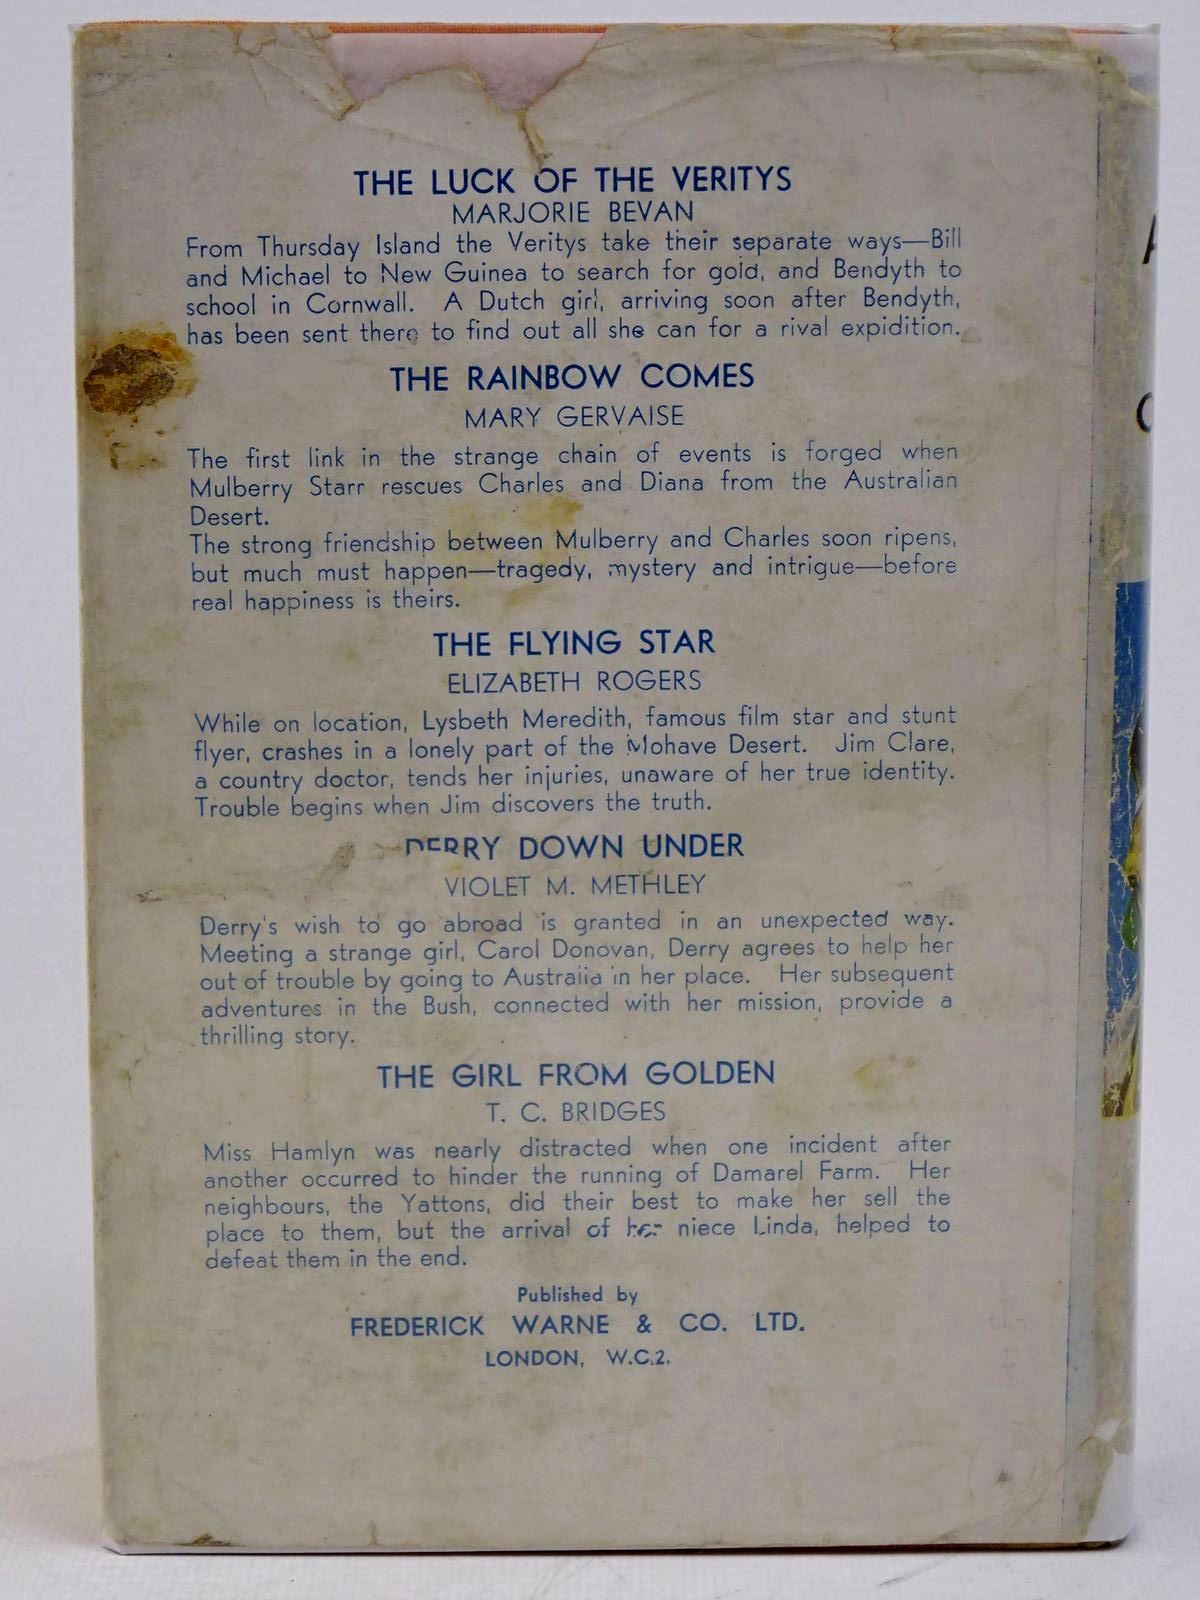 THE LUCK OF THE VERITYS
MARJORIE BEVAN
From Thursday Island the Veritys take their separate ways—Bill
and Michael to New Guinea to search for gold, and Bendyth to
school in Cornwall. A Dutch girl, arriving soon after Bendyth,
has been sent there to find out all she can for a rival expidition.
THE RAINBOW COMES
MARY GERVAISE
The first link in the strange chain of events is forged when
Mulberry Starr rescues Charles and Diana from the Australian
Desert.
The strong friendship between Mulberry and Charles soon ripens,
but much must happen—tragedy, mystery and intrigue—before
real happiness is theirs.
THE FLYING STAR
ELIZABETH ROGERS
While on location, Lysbeth Meredith, famous film star and stunt
flyer, crashes in a lonely part of the Mohave Desert. Jim Clare,
a country doctor, tends her injuries, unaware of her true identity.
Trouble begins when Jim discovers the truth.
DERRY DOWN UNDER
VIOLET M. METHLEY
Derry's wish to go abroad is granted in an unexpected way.
Meeting a strange girl, Carol Donovan, Derry agrees to help her
out of trouble by going to Australia in her place. Her subsequent
adventures in the Bush, connected with her mission, provide a
thrilling story.
THE GIRL FROM GOLDEN
T. C. BRIDGES
Miss Hamlyn was nearly distracted when one incident after
another occurred to hinder the running of Damarel Farm. Her
neighbours, the Yattons, did their best to make her sell the
place to them, but the arrival of her niece Linda, helped to
defeat them in the end.
Published by
FREDERICK WARNE & CO. LTD.
LONDON, W.C.2.